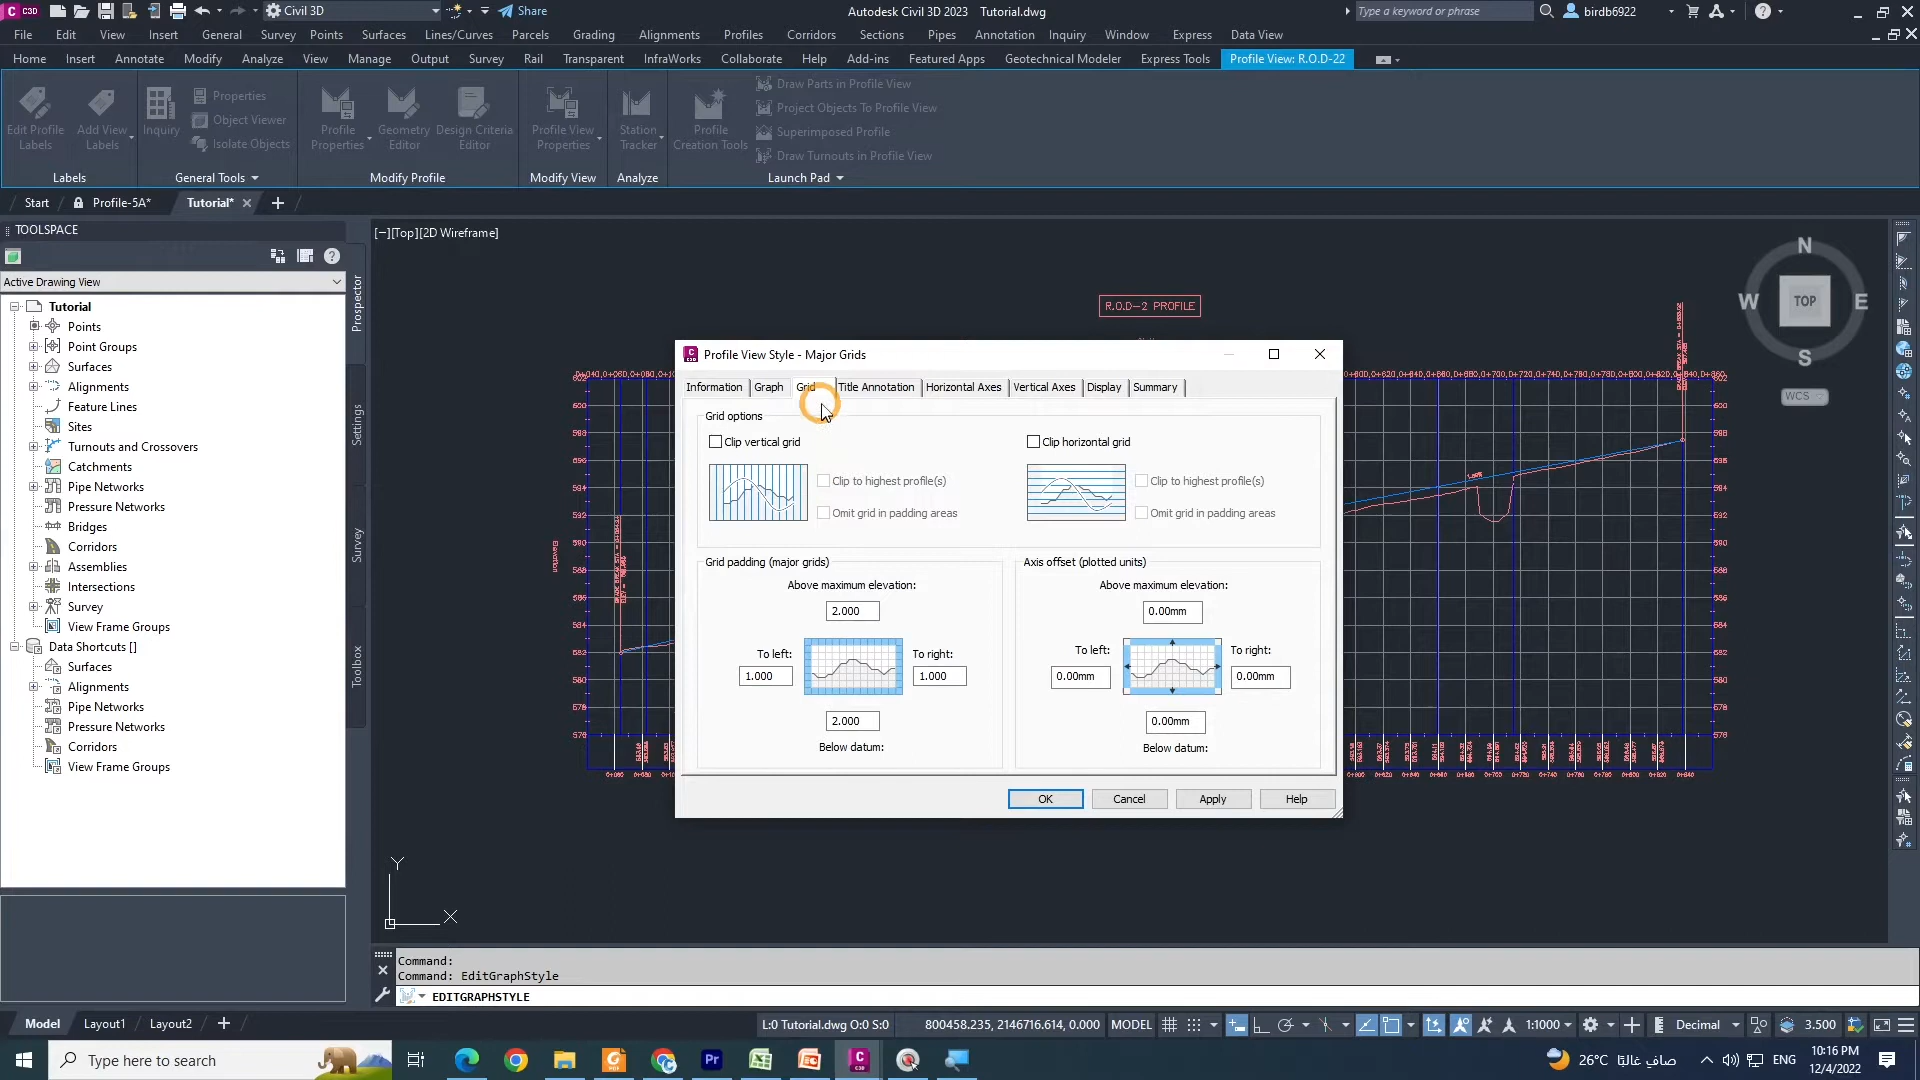 C3D Civil 3D Share Autodesk Civil 3D 2023 Tutorial.dwg Type a keyword or phrase birdb6922
File Edit View Insert General Survey Points Surfaces Lines/Curves Parcels Grading Alignments Profiles Corridors Sections Pipes Annotation Inquiry Window Express Data View
Home Insert Annotate Modify Analyze View Manage Output Survey Rail Transparent InfraWorks Collaborate Help Add-ins Featured Apps Geotechnical Modeler Express Tools Profile View: R.O.D-22
Edit Profile Labels
Add View Labels
Inquiry
Properties
Object Viewer
Isolate Objects
Profile Properties
Geometry Editor
Design Criteria Editor
Profile View Properties
Station Tracker
Profile Creation Tools
Draw Parts in Profile View
Project Objects To Profile View
Superimposed Profile
Draw Turnouts in Profile View
Labels General Tools Modify Profile Modify View Analyze Launch Pad
Start Profile-5A* Tutorial*
TOOLSPACE
Active Drawing View
Tutorial
Points
Point Groups
Surfaces
Alignments
Feature Lines
Sites
Turnouts and Crossovers
Catchments
Pipe Networks
Pressure Networks
Bridges
Corridors
Assemblies
Intersections
Survey
View Frame Groups
Data Shortcuts []
Surfaces
Alignments
Pipe Networks
Pressure Networks
Corridors
View Frame Groups
Prospector
Settings
Survey
Toolbox
[−][Top][2D Wireframe]
R.O.D-2 PROFILE
N
W TOP E
S
WCS
Profile View Style - Major Grids
Information Graph Grid Title Annotation Horizontal Axes Vertical Axes Display Summary
Grid options
Clip vertical grid
Clip to highest profile(s)
Omit grid in padding areas
Clip horizontal grid
Clip to highest profile(s)
Omit grid in padding areas
Grid padding (major grids)
Above maximum elevation:
2.000
To left:
1.000
To right:
1.000
2.000
Below datum:
Axis offset (plotted units)
Above maximum elevation:
0.00mm
To left:
0.00mm
To right:
0.00mm
0.00mm
Below datum:
OK Cancel Apply Help
Elevation
Y
X
Command:
Command: EditGraphStyle
EDITGRAPHSTYLE
Model Layout1 Layout2 L:0 Tutorial.dwg O:0 S:0 800458.235, 2146716.614, 0.000 MODEL 1:1000 Decimal 3.500
Type here to search
26°C صافٍ غالبًا ENG
10:16 PM
12/4/2022